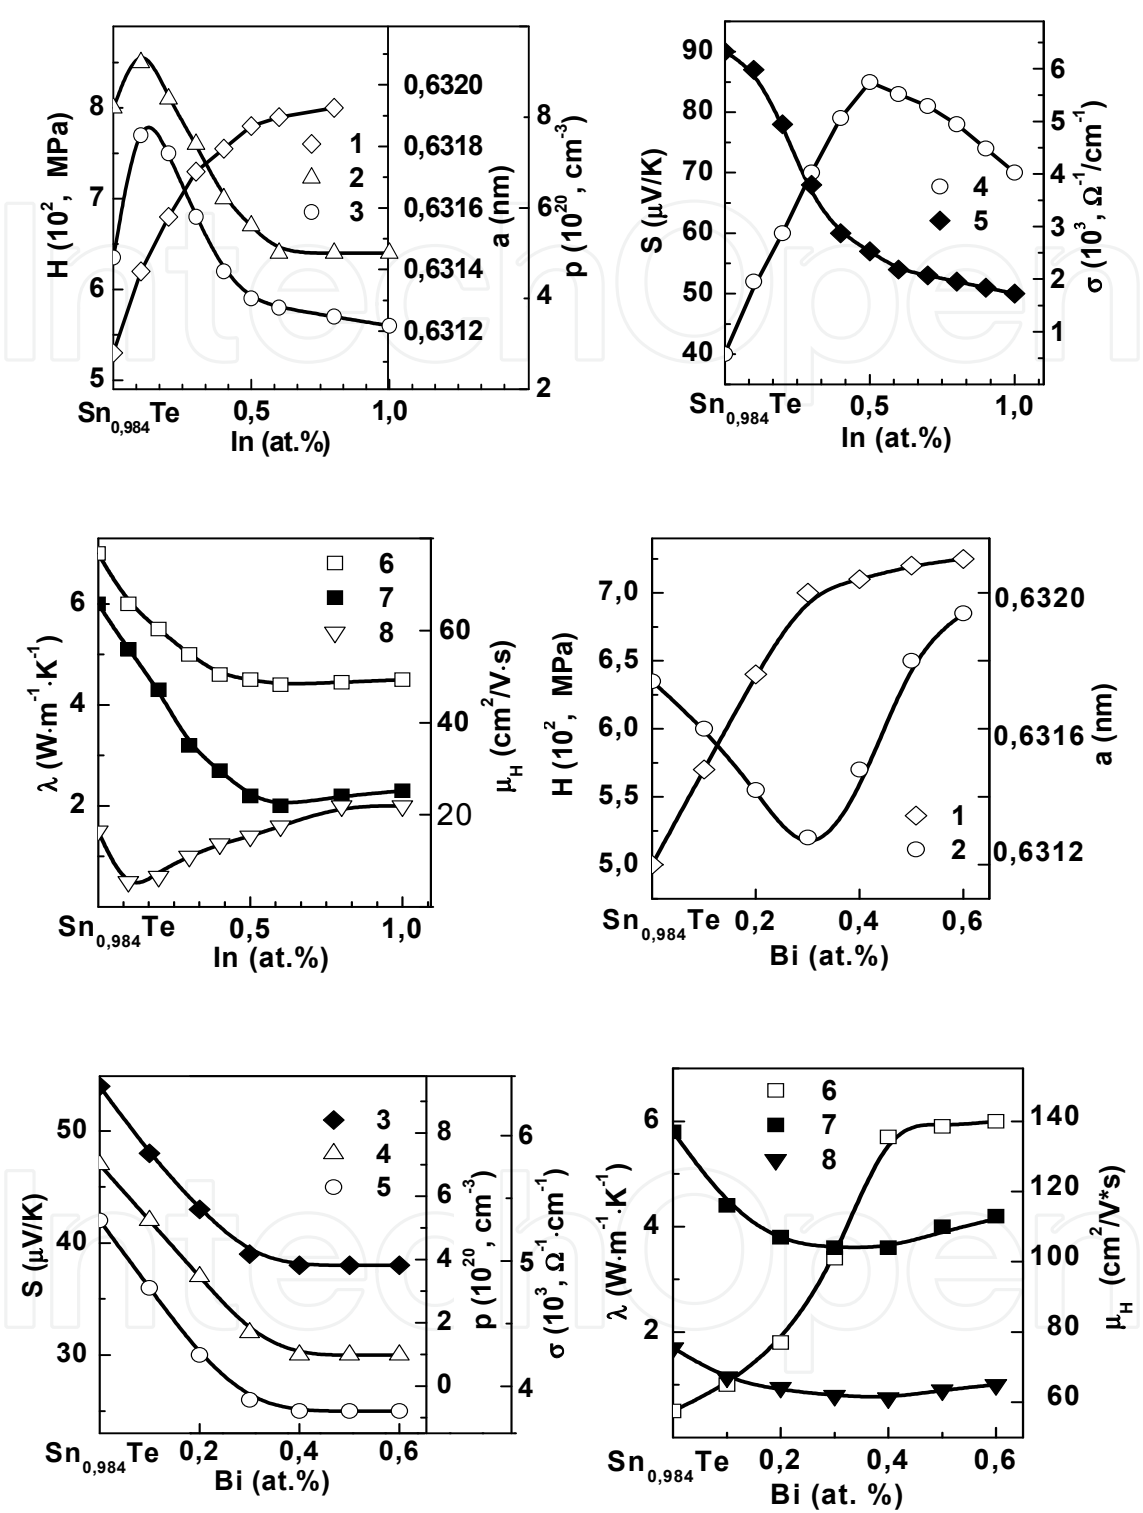 H (10², MPa)
8
7
6
5
1
2
3
0,6320
0,6318
0,6316
0,6314
0,6312
a (nm)
8
6
4
2
p (10²⁰, cm⁻³)
Sn₀,₉₈₄Te 0,5 1,0
In (at.%)
S (μV/K)
90
80
70
60
50
40
4
5
6
5
4
3
2
1
σ (10³, Ω⁻¹/cm⁻¹)
Sn₀,₉₈₄Te 0,5 1,0
In (at.%)
λ (W·m⁻¹·K⁻¹)
6
4
2
6
7
8
60
40
20
μH (cm²/V·s)
Sn₀,₉₈₄Te 0,5 1,0
In (at.%)
H (10², MPa)
7,0
6,5
6,0
5,5
5,0
1
2
0,6320
0,6316
0,6312
a (nm)
Sn₀,₉₈₄Te 0,2 0,4 0,6
Bi (at.%)
S (μV/K)
50
40
30
3
4
5
8
6
4
2
0
p (10²⁰, cm⁻³)
6
5
4
σ (10³, Ω⁻¹·cm⁻¹)
Sn₀,₉₈₄Te 0,2 0,4 0,6
Bi (at.%)
λ (W·m⁻¹·K⁻¹)
6
4
2
6
7
8
140
120
100
80
60
μH (cm²/V*s)
Sn₀,₉₈₄Te 0,2 0,4 0,6
Bi (at. %)
IntechOpen
IntechOpen